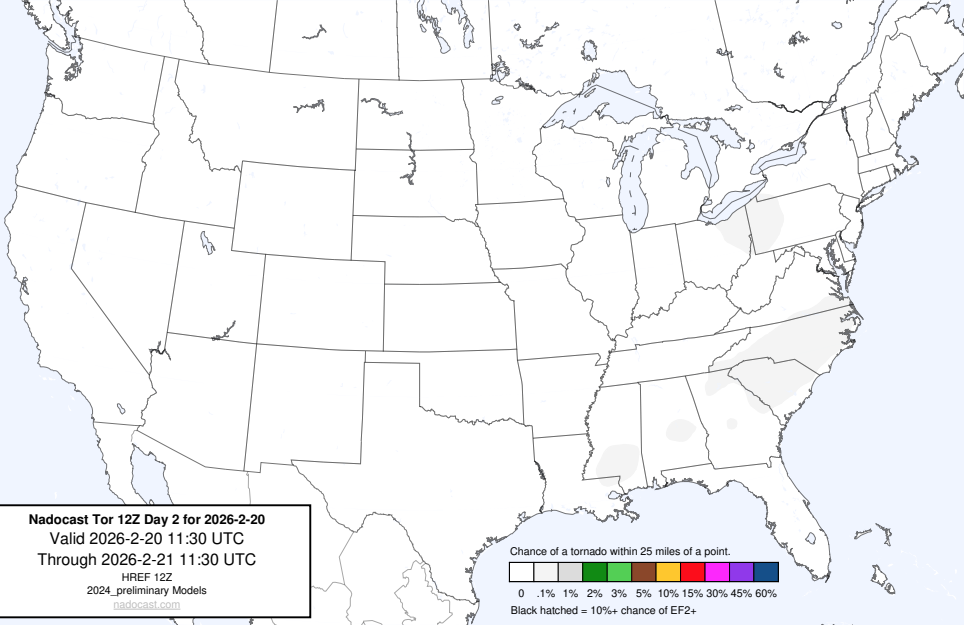 Nadocast Tor 12Z Day 2 for 2026-2-20
Valid 2026-2-20 11:30 UTC
Through 2026-2-21 11:30 UTC
HREF 12Z
2024_preliminary Models
nadocast.com
Chance of a tornado within 25 miles of a point.
0 .1% 1% 2% 3% 5% 10% 15% 30% 45% 60%
Black hatched = 10%+ chance of EF2+